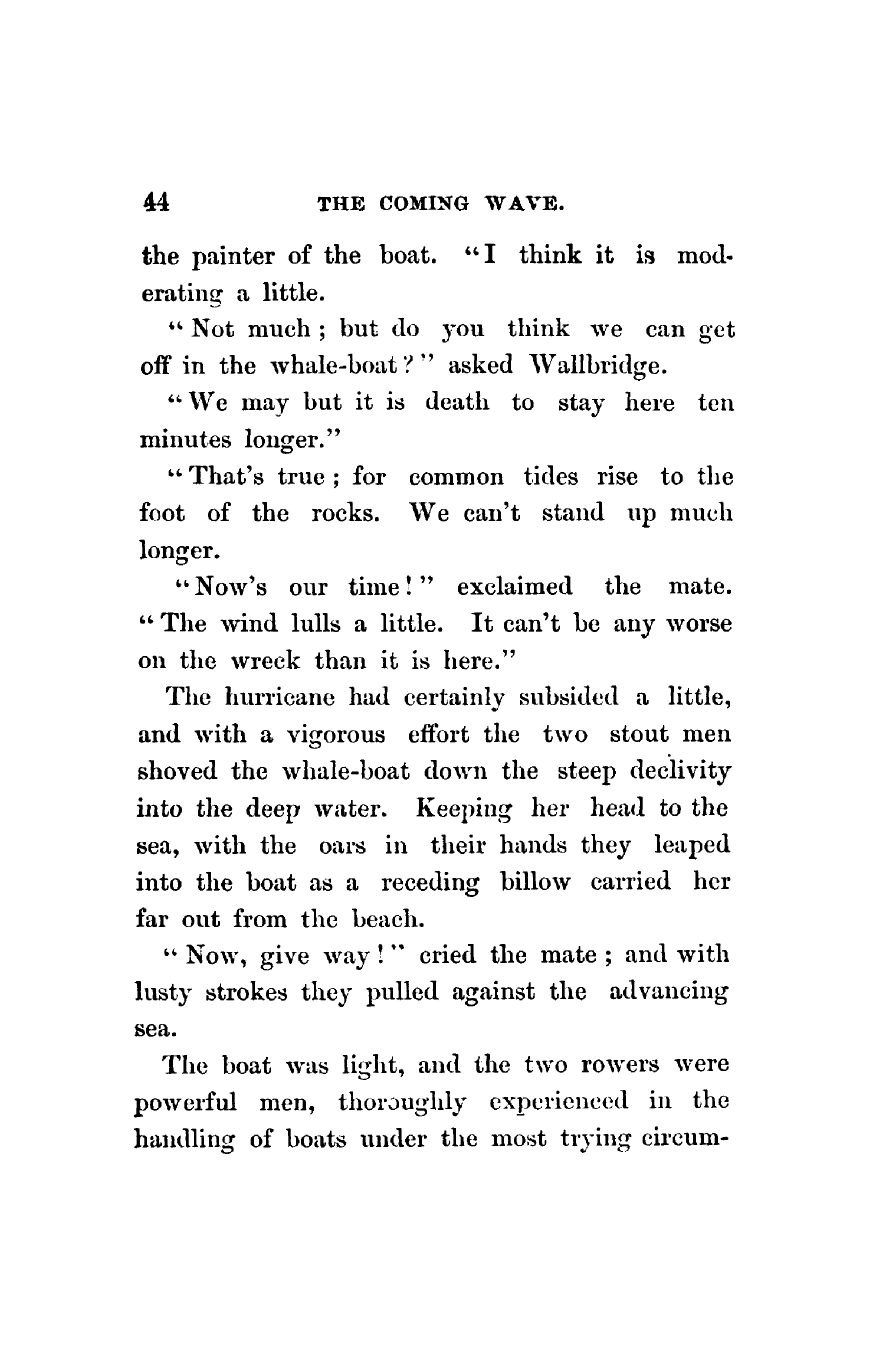 44 THE COMING WAVE.
the painter of the boat. “I think it is mod-
erating a little.
“Not much; but do you think we can get
off in the whale-boat?” asked Wallbridge.
“We may but it is death to stay here ten
minutes longer.”
“That’s true; for common tides rise to the
foot of the rocks. We can’t stand up much
longer.
“Now’s our time!” exclaimed the mate.
“The wind lulls a little. It can’t be any worse
on the wreck than it is here.”
The hurricane had certainly subsided a little,
and with a vigorous effort the two stout men
shoved the whale-boat down the steep declivity
into the deep water. Keeping her head to the
sea, with the oars in their hands they leaped
into the boat as a receding billow carried her
far out from the beach.
“Now, give way!” cried the mate; and with
lusty strokes they pulled against the advancing
sea.
The boat was light, and the two rowers were
powerful men, thoroughly experienced in the
handling of boats under the most trying circum-